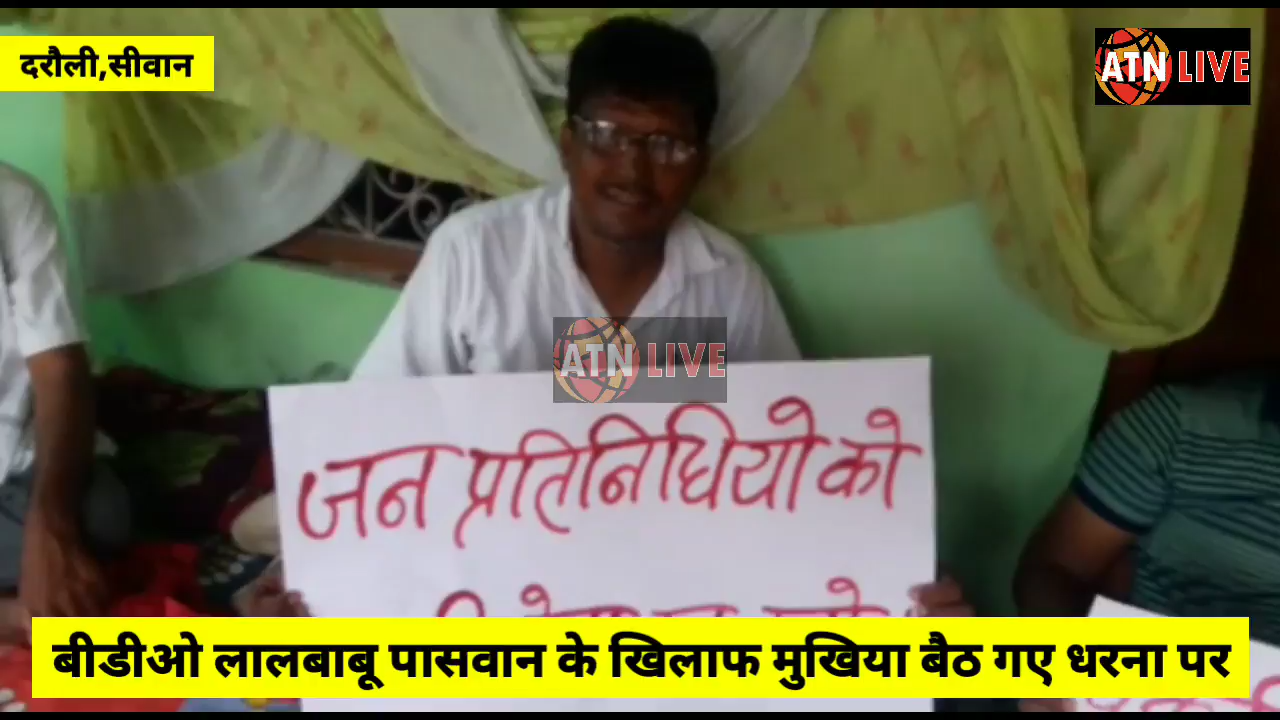 दरौली,सीवान
ATN LIVE
ATN LIVE
जन प्रतिनिधियो को
बीडीओ लालबाबू पासवान के खिलाफ मुखिया बैठ गए धरना पर